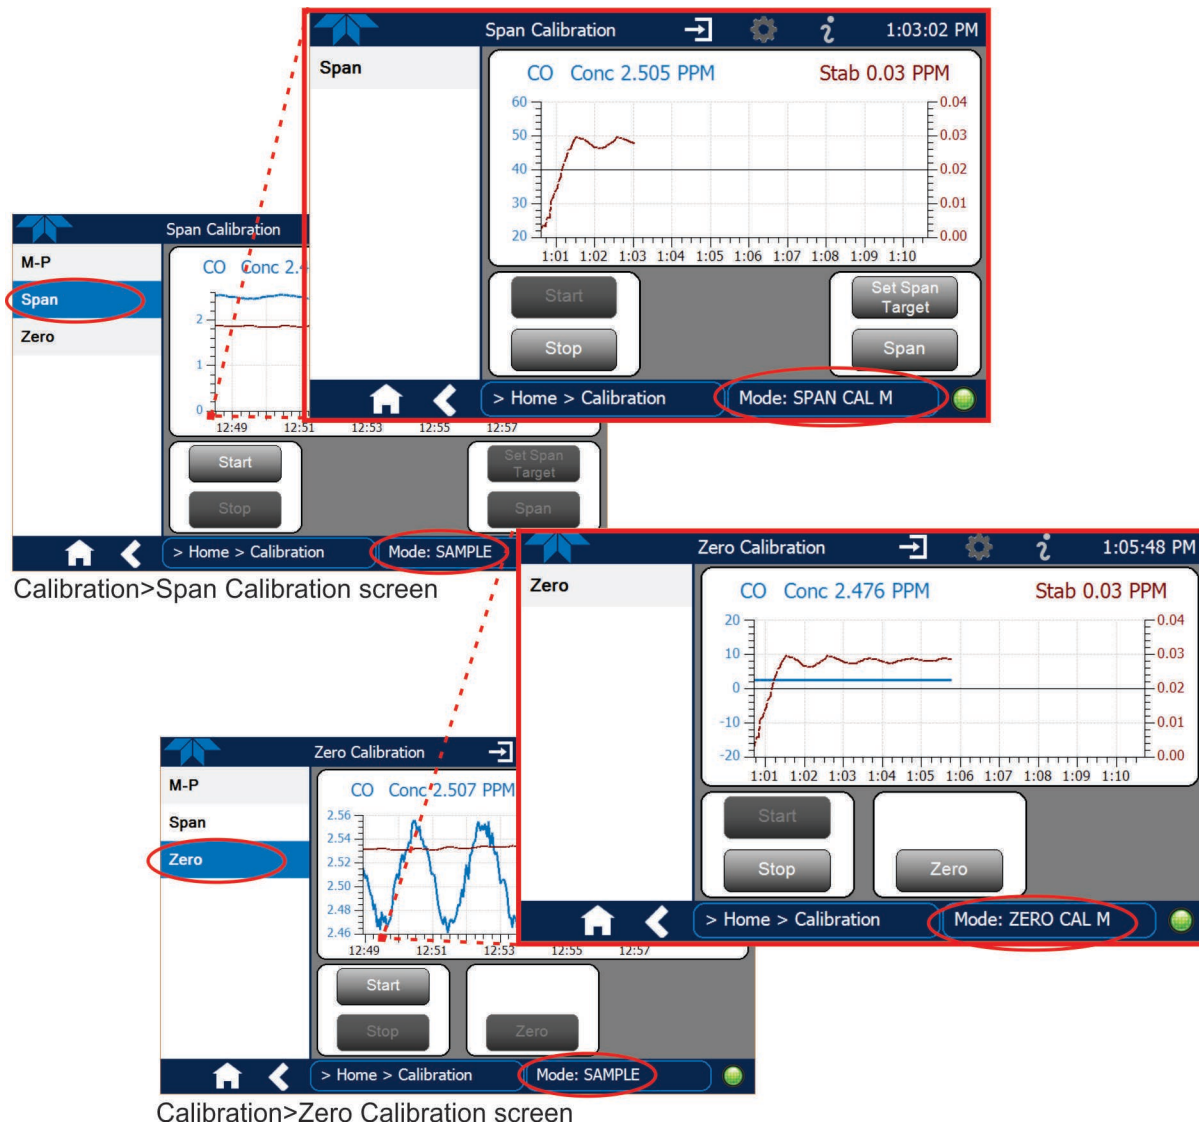 Span Calibration
1:03:02 PM
Span
CO Conc 2.505 PPM
Stab 0.03 PPM
60
50
40
30
20
0.04
0.03
0.02
0.01
0.00
1:01 1:02 1:03 1:04 1:05 1:06 1:07 1:08 1:09 1:10
Start
Stop
Set Span
Target
Span
> Home > Calibration
Mode: SPAN CAL M
Span Calibration
M-P
Span
Zero
CO Conc 2.4
2
1
0
12:49 12:51 12:53 12:55 12:57
Start
Stop
Set Span
Target
Span
> Home > Calibration
Mode: SAMPLE
Calibration>Span Calibration screen
Zero Calibration
1:05:48 PM
Zero
CO Conc 2.476 PPM
Stab 0.03 PPM
20
10
0
-10
-20
0.04
0.03
0.02
0.01
0.00
1:01 1:02 1:03 1:04 1:05 1:06 1:07 1:08 1:09 1:10
Start
Stop
Zero
> Home > Calibration
Mode: ZERO CAL M
Zero Calibration
M-P
Span
Zero
CO Conc 2.507 PPM
2.56
2.54
2.52
2.50
2.48
2.46
12:49 12:51 12:53 12:55 12:57
Start
Stop
Zero
> Home > Calibration
Mode: SAMPLE
Calibration>Zero Calibration screen